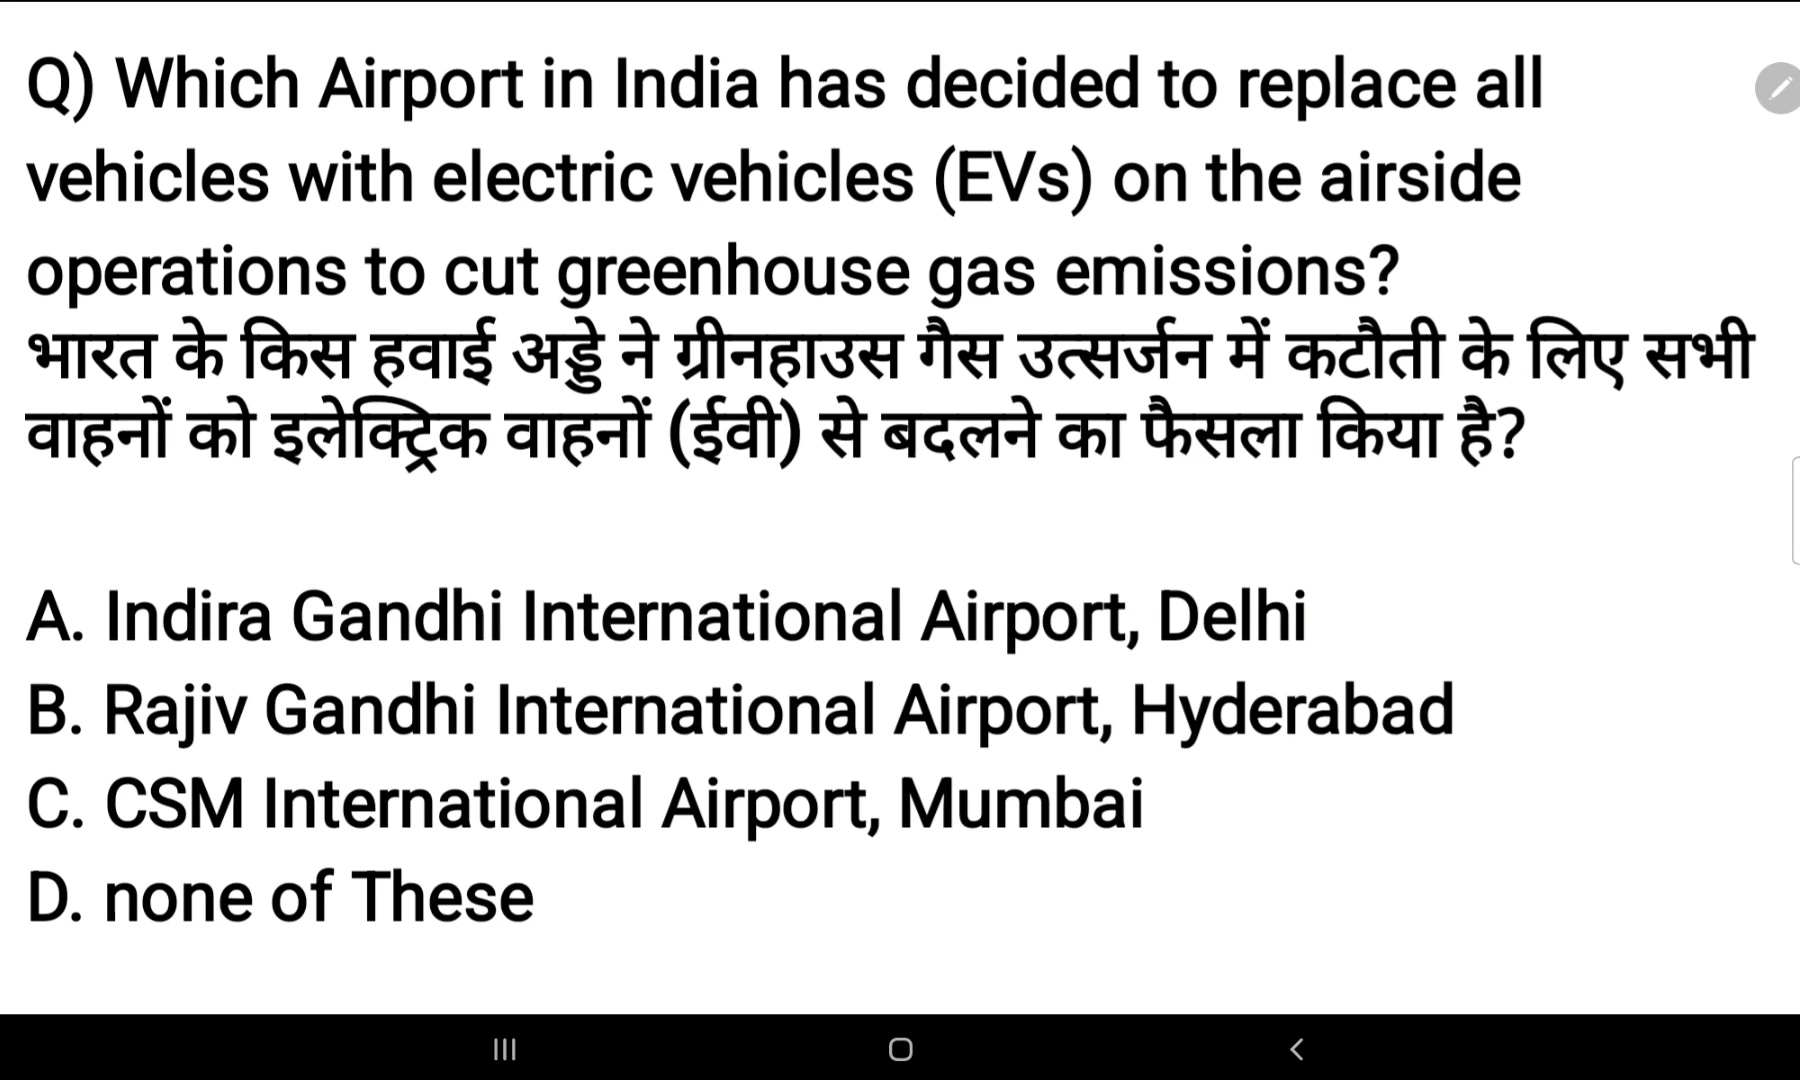 Q) Which Airport in India has decided to replace all
vehicles with electric vehicles (EVs) on the airside
operations to cut greenhouse gas emissions?
भारत के किस हवाई अड्डे ने ग्रीनहाउस गैस उत्सर्जन में कटौती के लिए सभी
वाहनों को इलेक्ट्रिक वाहनों (ईवी) से बदलने का फैसला किया है?
A. Indira Gandhi International Airport, Delhi
B. Rajiv Gandhi International Airport, Hyderabad
C. CSM International Airport, Mumbai
D. none of These